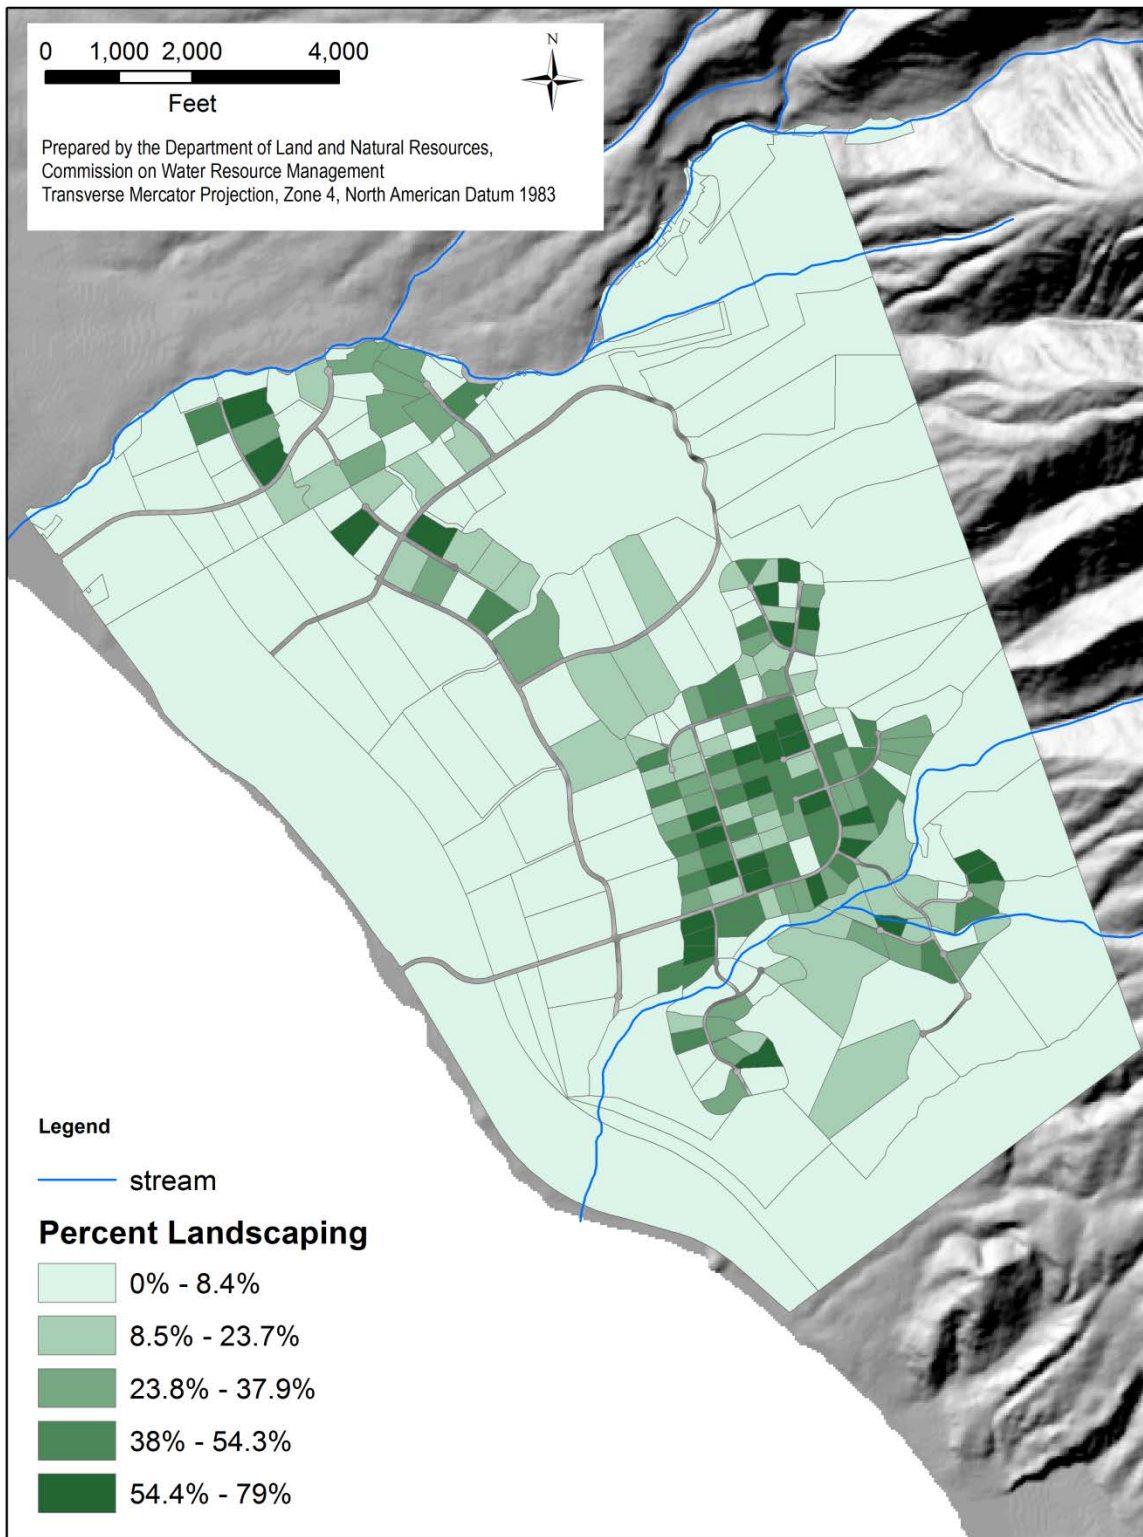 0 1,000 2,000 4,000
Feet
N
Prepared by the Department of Land and Natural Resources,
Commission on Water Resource Management
Transverse Mercator Projection, Zone 4, North American Datum 1983
Legend
stream
Percent Landscaping
0% - 8.4%
8.5% - 23.7%
23.8% - 37.9%
38% - 54.3%
54.4% - 79%